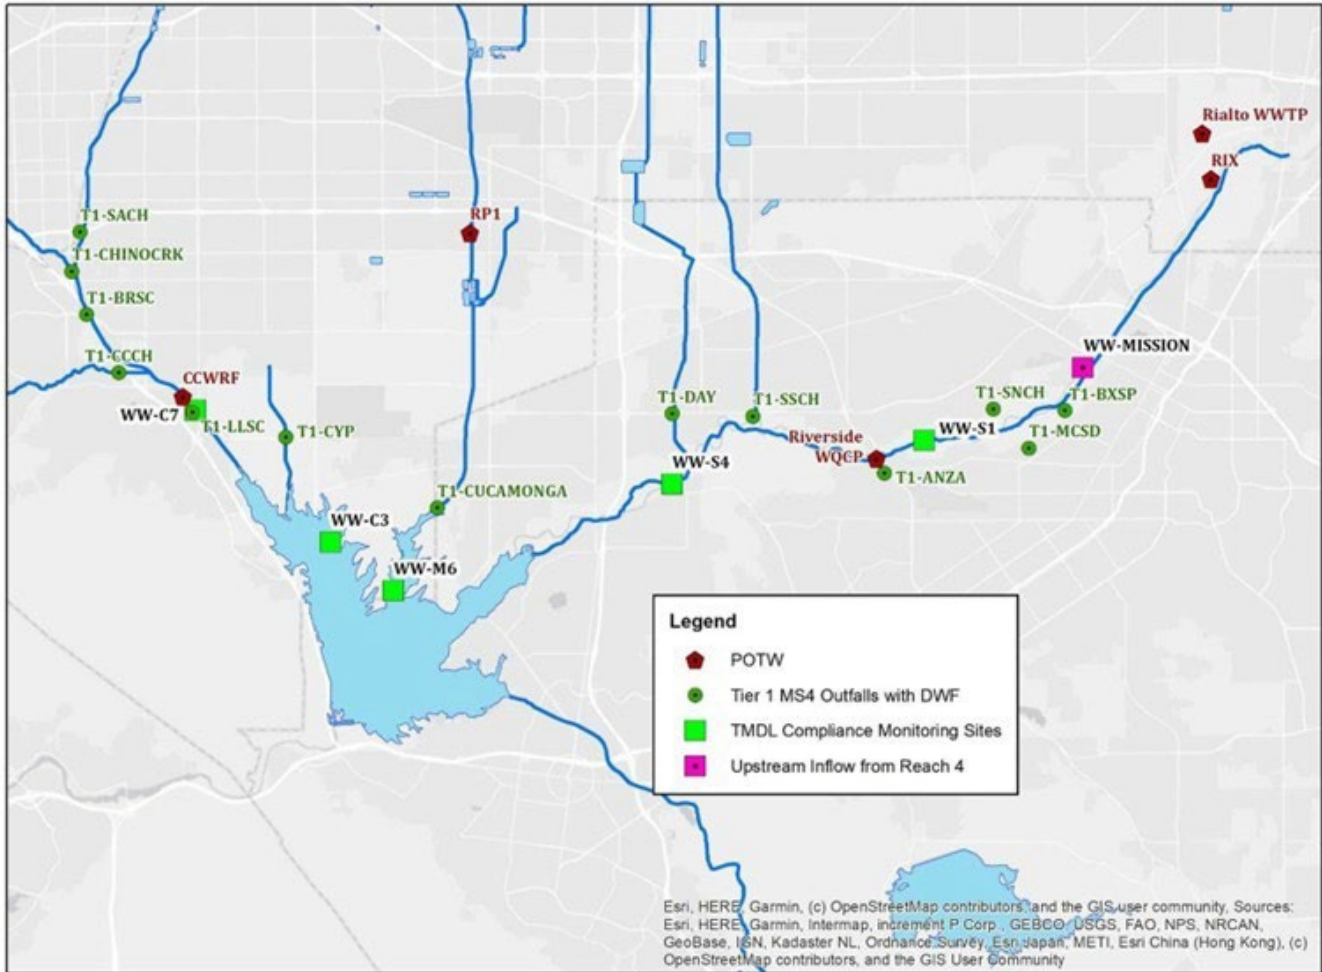 Rialto WWTP
RIX
T1-SACH
RP1
T1-CHINOCRK
T1-BRSC
WW-MISSION
T1-CCCH
CCWRF
T1-SNCH
T1-BXSP
T1-DAY
T1-SSCH
WW-C7
T1-LLSC
T1-CYP
Riverside
WQCP
WW-S1
T1-MCSD
WW-S4
T1-ANZA
T1-CUCAMONGA
WW-C3
WW-M6
Legend
POTW
Tier 1 MS4 Outfalls with DWF
TMDL Compliance Monitoring Sites
Upstream Inflow from Reach 4
Esri, HERE, Garmin, (c) OpenStreetMap contributors, and the GIS user community, Sources:
Esri, HERE, Garmin, Intermap, increment P Corp., GEBCO, USGS, FAO, NPS, NRCAN,
GeoBase, IGN, Kadaster NL, Ordnance Survey, Esri Japan, METI, Esri China (Hong Kong), (c)
OpenStreetMap contributors, and the GIS User Community